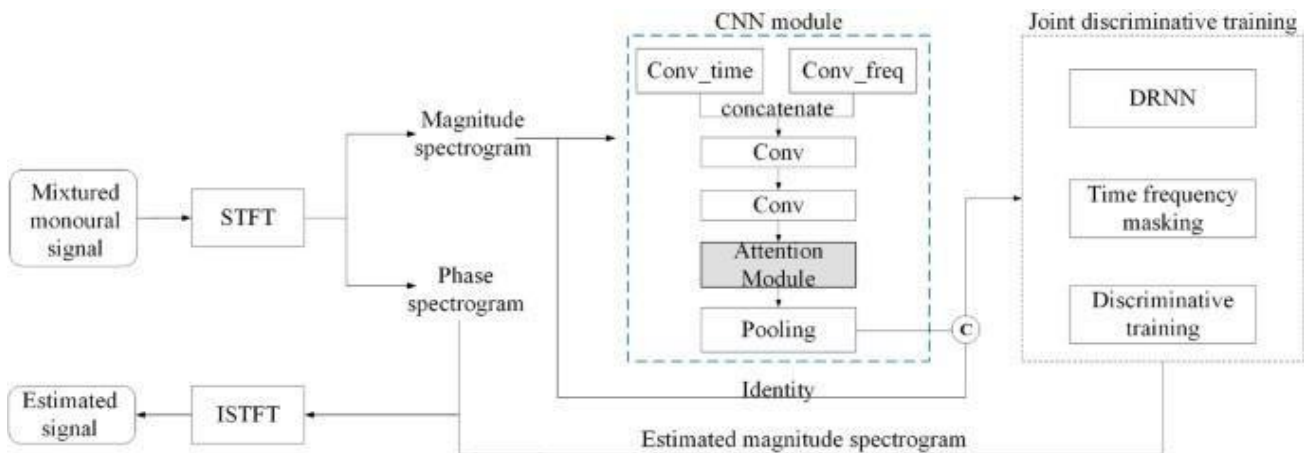 CNN module
Joint discriminative training
Conv_time
Conv_freq
concatenate
DRNN
Magnitude
spectrogram
Conv
Mixtured
monoural
signal
STFT
Conv
Time frequency
masking
Attention
Module
Phase
spectrogram
Pooling
C
Discriminative
training
Identity
Estimated
signal
ISTFT
Estimated magnitude spectrogram